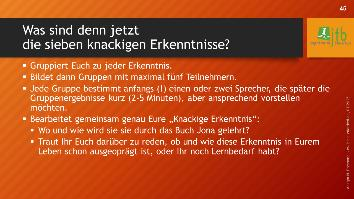 46
Was sind denn jetzt
die sieben knackigen Erkenntnisse?
jtb
Gruppiert Euch zu jeder Erkenntnis.
Bildet dann Gruppen mit maximal fünf Teilnehmern.
Jede Gruppe bestimmt anfangs (!) einen oder zwei Sprecher, die später die
Gruppenergebnisse kurz (2-5 Minuten), aber ansprechend vorstellen
möchten.
Bearbeitet gemeinsam genau Eure „Knackige Erkenntnis“:
Wo und wie wird sie sie durch das Buch Jona gelehrt?
Traut Ihr Euch darüber zu reden, ob und wie diese Erkenntnis in Eurem
Leben schon ausgeprägt ist, oder Ihr noch Lernbedarf habt?